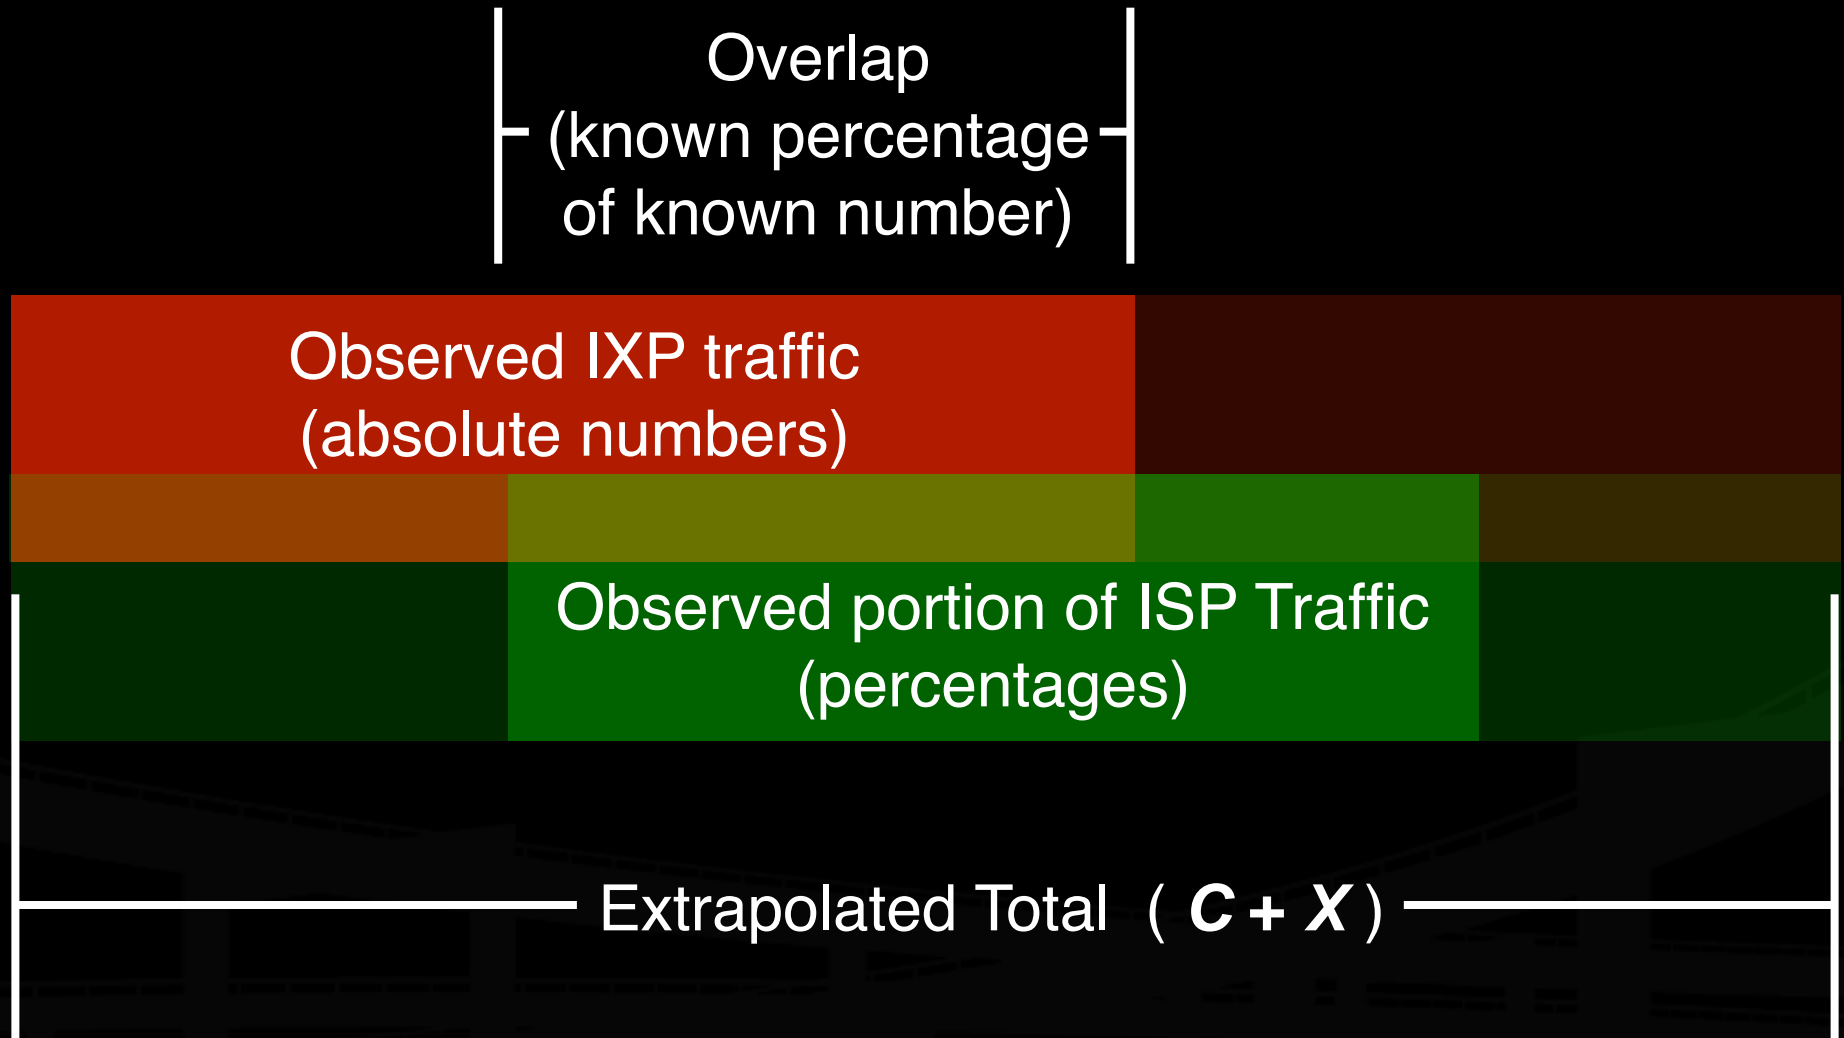 Overlap
(known percentage
of known number)
Observed IXP traffic
(absolute numbers)
Observed portion of ISP Traffic
(percentages)
Extrapolated Total ( C + X )